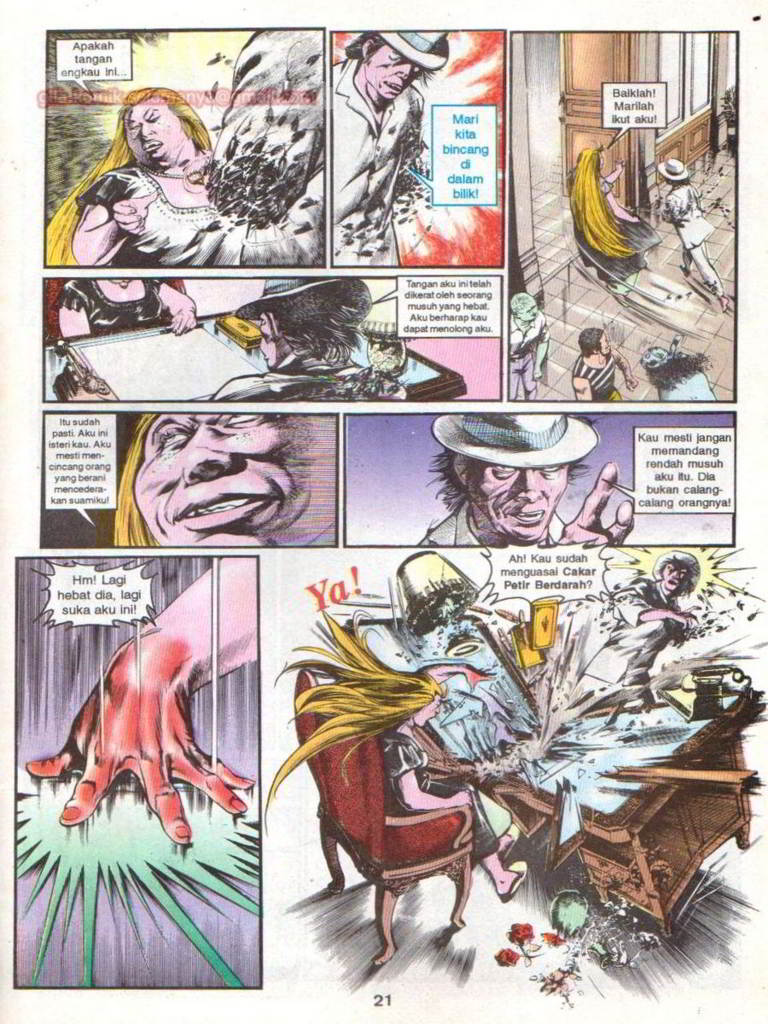 Apakah
tangan
engkau ini...
Mari
kita
bincang
di
dalam
bilik!
Baiklah!
Marilah
ikut aku!
Tangan aku ini telah
dikerat oleh seorang
musuh yang hebat.
Aku berharap kau
dapat menolong aku.
Itu sudah
pasti. Aku ini
isteri kau. Aku
mesti men-
cincang orang
yang berani
mencedera-
kan suamiku!
Kau mesti jangan
memandang
rendah musuh
aku itu. Dia
bukan calang-
calang orangnya!
Hm! Lagi
hebat dia, lagi
suka aku ini!
Ya!
Ah! Kau sudah
menguasai Cakar
Petir Berdarah?
21